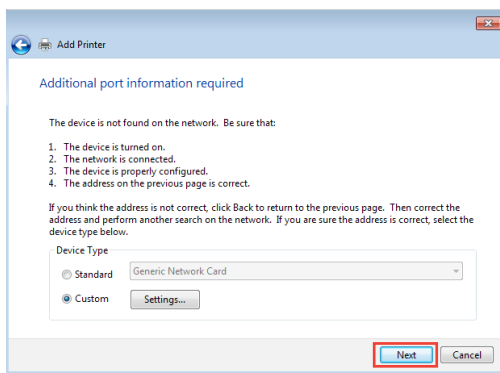 Add Printer
Additional port information required
The device is not found on the network. Be sure that:
1. The device is turned on.
2. The network is connected.
3. The device is properly configured.
4. The address on the previous page is correct.
If you think the address is not correct, click Back to return to the previous page. Then correct the
address and perform another search on the network. If you are sure the address is correct, select the
device type below.
Device Type
Standard Generic Network Card
Custom Settings...
Next Cancel